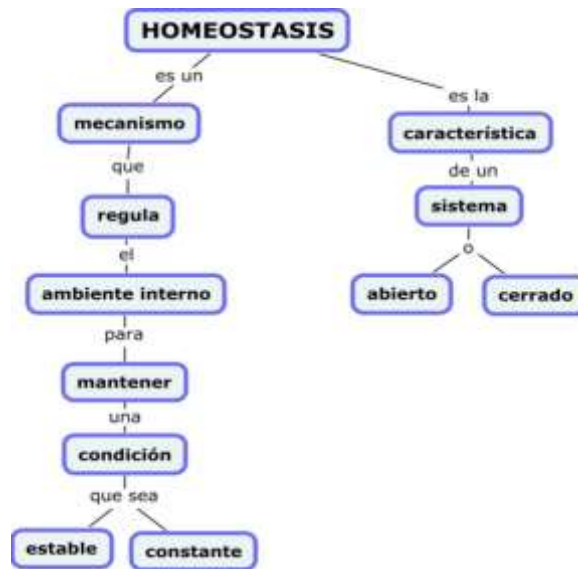 HOMEOSTASIS
es un
es la
mecanismo
característica
que
de un
regula
sistema
el
o
ambiente interno
abierto
cerrado
para
mantener
una
condición
que sea
estable
constante